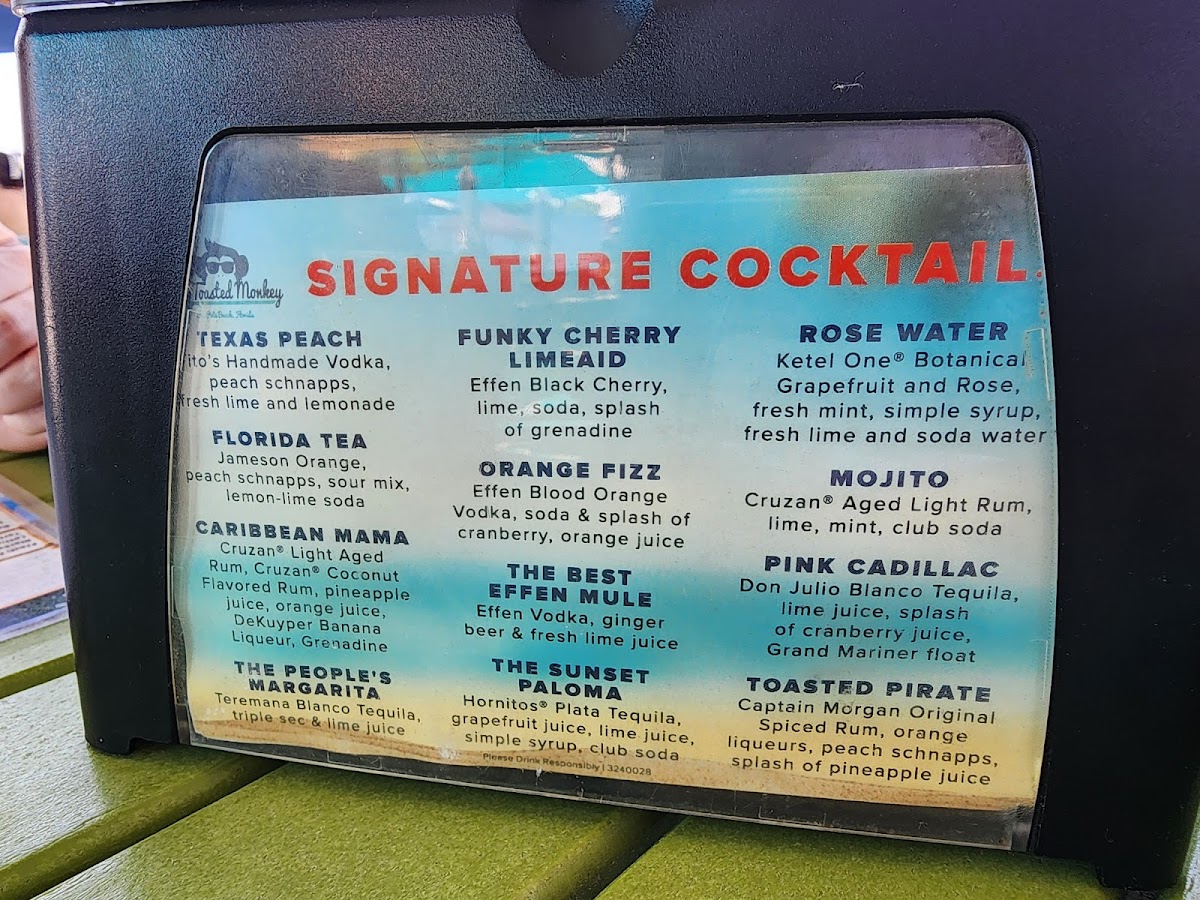 Toasted Monkey
SIGNATURE COCKTAIL
TEXAS PEACH
ito's Handmade Vodka,
peach schnapps,
fresh lime and lemonade
FLORIDA TEA
Jameson Orange,
peach schnapps, sour mix,
lemon-lime soda
CARIBBEAN MAMA
Cruzan® Light Aged
Rum, Cruzan® Coconut
Flavored Rum, pineapple
juice, orange juice,
DeKuyper Banana
Liqueur, Grenadine
THE PEOPLE'S
MARGARITA
Teremana Blanco Tequila,
triple sec & lime juice
FUNKY CHERRY
LIMEAID
Effen Black Cherry,
lime, soda, splash
of grenadine
ORANGE FIZZ
Effen Blood Orange
Vodka, soda & splash of
cranberry, orange juice
THE BEST
EFFEN MULE
Effen Vodka, ginger
beer & fresh lime juice
THE SUNSET
PALOMA
Hornitos® Plata Tequila,
grapefruit juice, lime juice,
simple syrup, club soda
Please Drink Responsibly | 3240028
ROSE WATER
Ketel One® Botanical
Grapefruit and Rose,
fresh mint, simple syrup,
fresh lime and soda water
MOJITO
Cruzan® Aged Light Rum,
lime, mint, club soda
PINK CADILLAC
Don Julio Blanco Tequila,
lime juice, splash
of cranberry juice,
Grand Mariner float
TOASTED PIRATE
Captain Morgan Original
Spiced Rum, orange
liqueurs, peach schnapps,
splash of pineapple juice